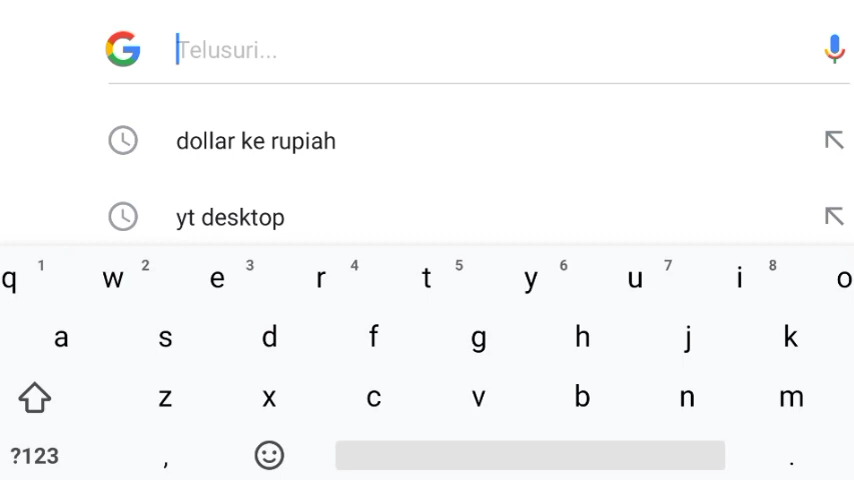 Telusuri...
dollar ke rupiah
yt desktop
q 1 w 2 e 3 r 4 t 5 y 6 u 7 i 8 o
a s d f g h j k
z x c v b n m
?123 , .